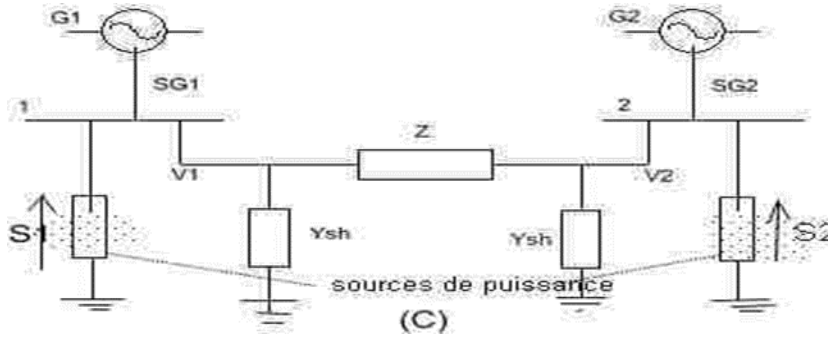 G1
G2
SG1
SG2
1
2
Z
V1
V2
S1
Ysh
Ysh
S2
sources de puissance
(C)